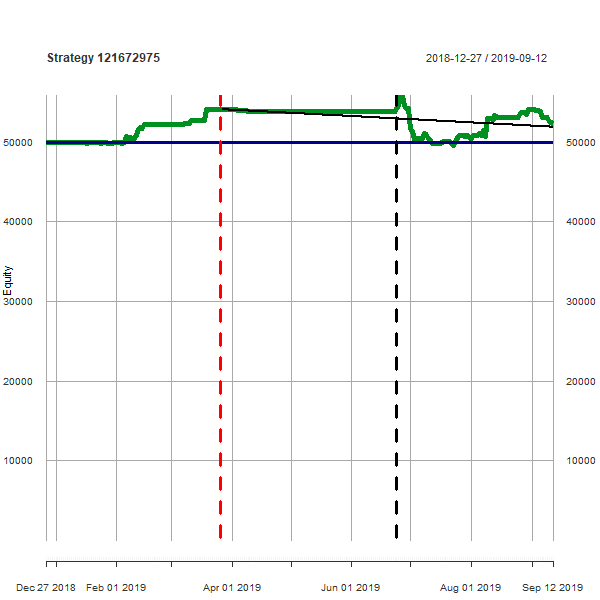 Strategy 121672975
2018-12-27 / 2019-09-12
50000 50000
40000 40000
30000 30000
20000 20000
10000 10000
Equity
Dec 27 2018 Feb 01 2019 Apr 01 2019 Jun 01 2019 Aug 01 2019 Sep 12 2019